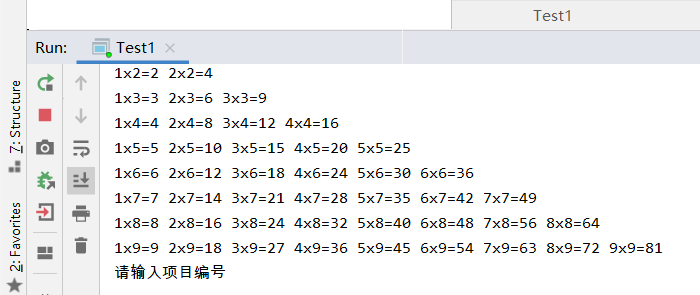 Test1
Run: Test1
1x2=2 2x2=4
1x3=3 2x3=6 3x3=9
1x4=4 2x4=8 3x4=12 4x4=16
1x5=5 2x5=10 3x5=15 4x5=20 5x5=25
1x6=6 2x6=12 3x6=18 4x6=24 5x6=30 6x6=36
1x7=7 2x7=14 3x7=21 4x7=28 5x7=35 6x7=42 7x7=49
1x8=8 2x8=16 3x8=24 4x8=32 5x8=40 6x8=48 7x8=56 8x8=64
1x9=9 2x9=18 3x9=27 4x9=36 5x9=45 6x9=54 7x9=63 8x9=72 9x9=81
请输入项目编号
7: Structure
2: Favorites